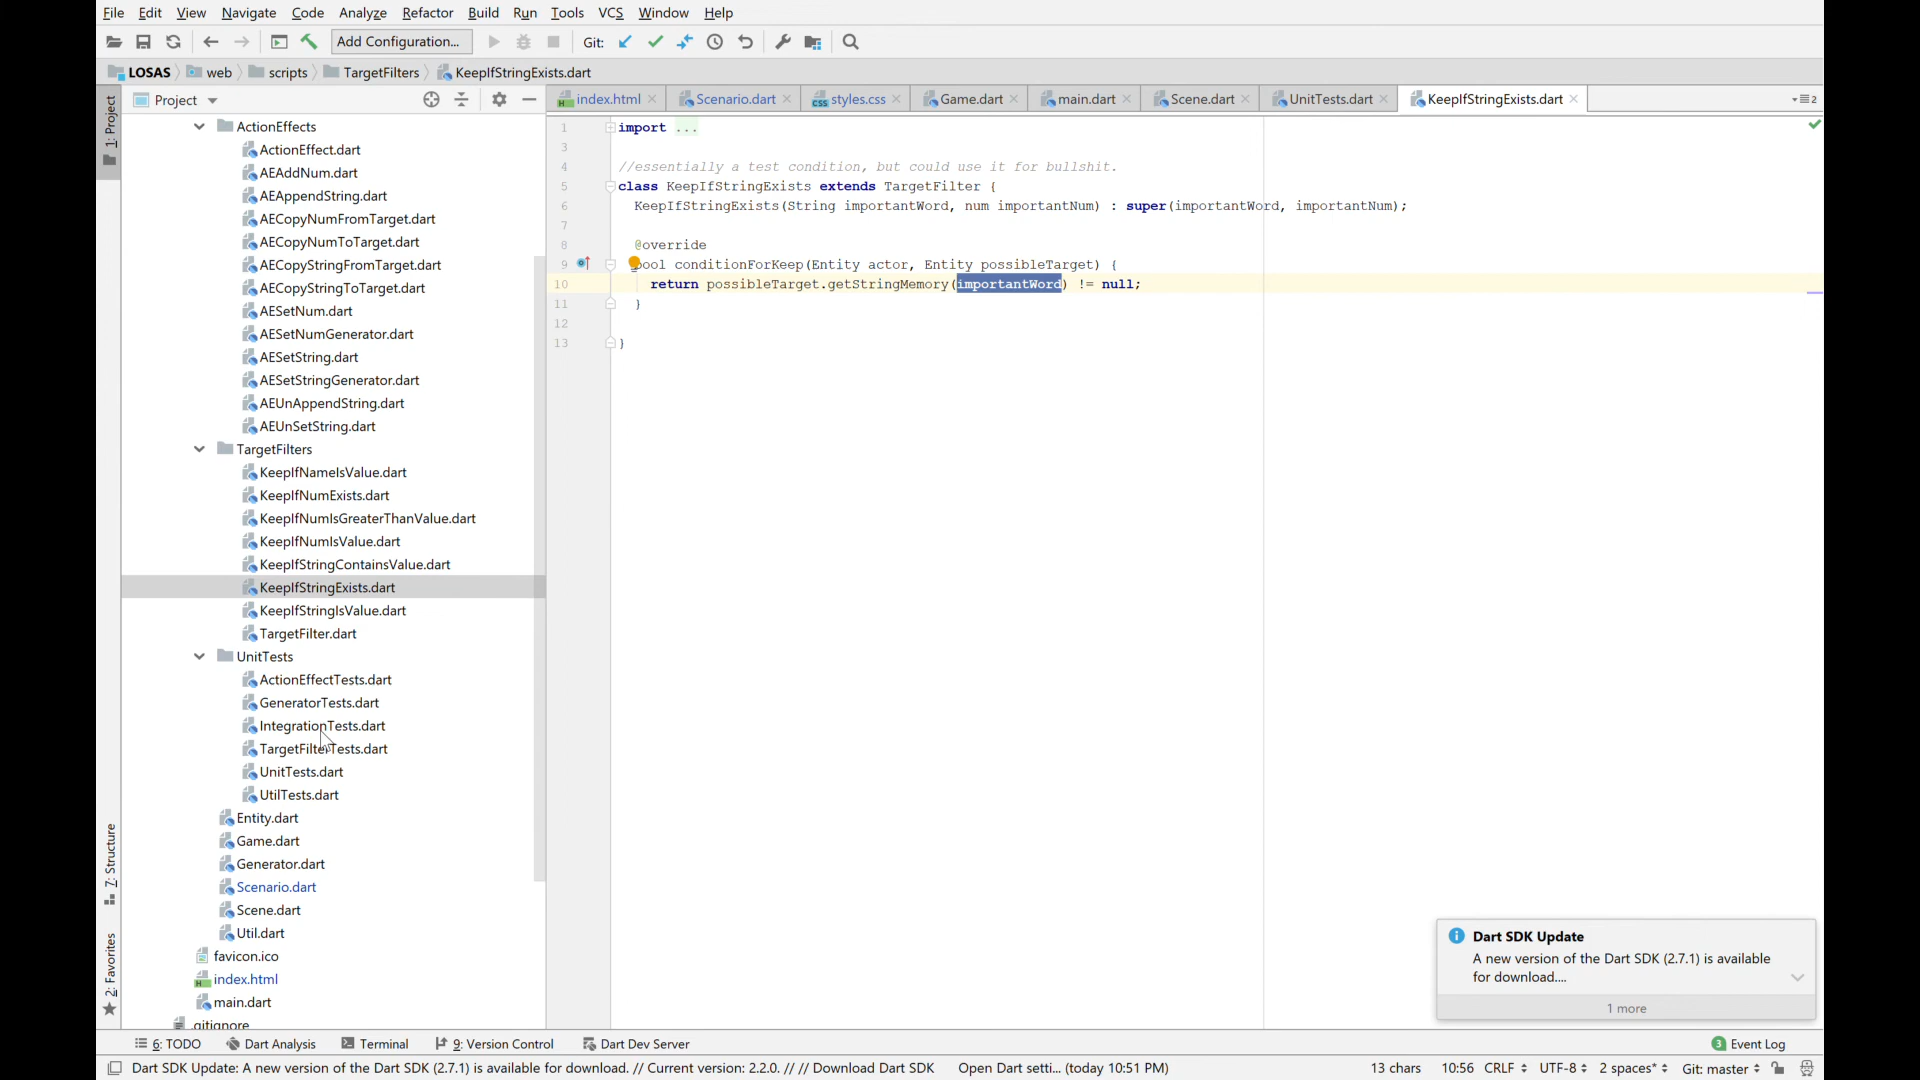 File Edit View Navigate Code Analyze Refactor Build Run Tools VCS Window Help
Add Configuration... Git:
LOSAS web scripts TargetFilters KeepIfStringExists.dart
1: Project
Project
index.html Scenario.dart styles.css Game.dart main.dart Scene.dart UnitTests.dart KeepIfStringExists.dart 2
ActionEffects
ActionEffect.dart
AEAddNum.dart
AEAppendString.dart
AECopyNumFromTarget.dart
AECopyNumToTarget.dart
AECopyStringFromTarget.dart
AECopyStringToTarget.dart
AESetNum.dart
AESetNumGenerator.dart
AESetString.dart
AESetStringGenerator.dart
AEUnAppendString.dart
AEUnSetString.dart
TargetFilters
KeepIfNameIsValue.dart
KeepIfNumExists.dart
KeepIfNumIsGreaterThanValue.dart
KeepIfNumIsValue.dart
KeepIfStringContainsValue.dart
KeepIfStringExists.dart
KeepIfStringIsValue.dart
TargetFilter.dart
UnitTests
ActionEffectTests.dart
GeneratorTests.dart
IntegrationTests.dart
TargetFilterTests.dart
UnitTests.dart
UtilTests.dart
Entity.dart
Game.dart
Generator.dart
Scenario.dart
Scene.dart
Util.dart
favicon.ico
index.html
main.dart
.gitignore
7: Structure
2: Favorites
1 import ...
3
4 //essentially a test condition, but could use it for bullshit.
5 class KeepIfStringExists extends TargetFilter {
6 KeepIfStringExists(String importantWord, num importantNum) : super(importantWord, importantNum);
7
8 @override
9 bool conditionForKeep(Entity actor, Entity possibleTarget) {
10 return possibleTarget.getStringMemory(importantWord) != null;
11 }
12
13 }
Dart SDK Update
A new version of the Dart SDK (2.7.1) is available
for download....
1 more
6: TODO Dart Analysis Terminal 9: Version Control Dart Dev Server 3 Event Log
Dart SDK Update: A new version of the Dart SDK (2.7.1) is available for download. // Current version: 2.2.0. // // Download Dart SDK Open Dart setti... (today 10:51 PM) 13 chars 10:56 CRLF UTF-8 2 spaces* Git: master